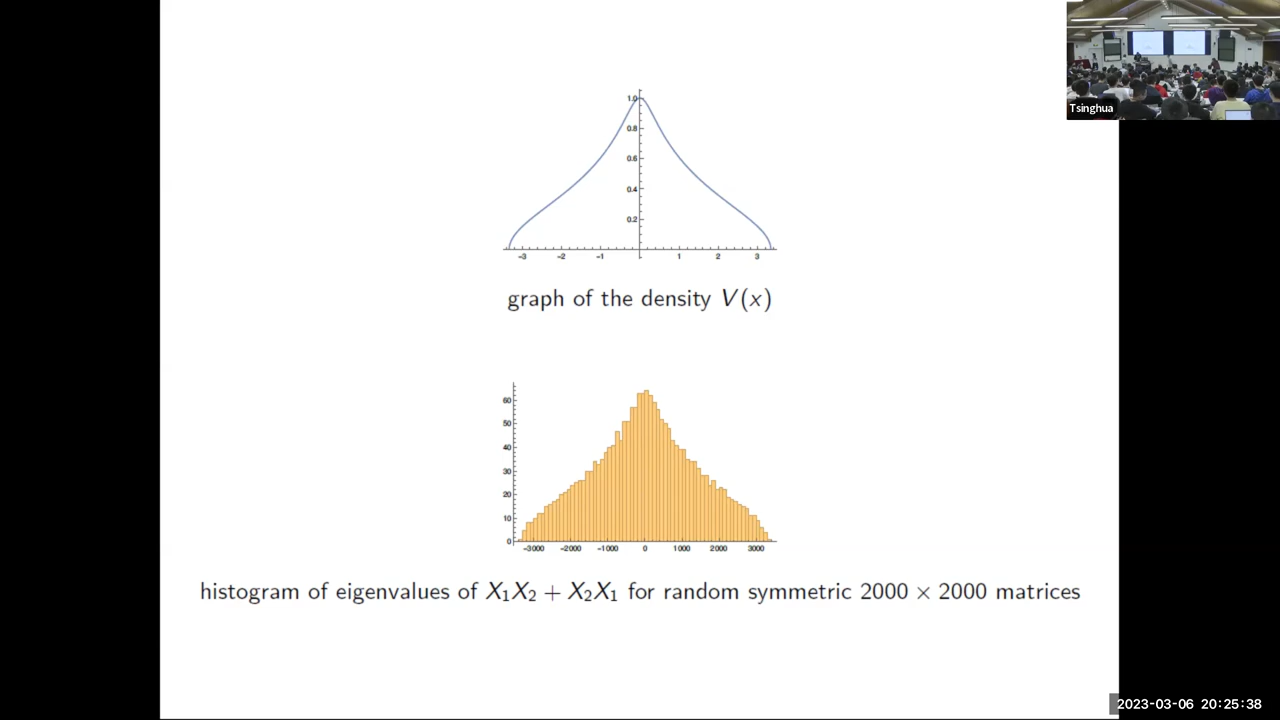 Tsinghua
1.0
0.8
0.6
0.4
0.2
-3 -2 -1 1 2 3
graph of the density V(x)
60
50
40
30
20
10
0
-3000 -2000 -1000 0 1000 2000 3000
histogram of eigenvalues of X₁X₂ + X₂X₁ for random symmetric 2000 × 2000 matrices
2023-03-06 20:25:38